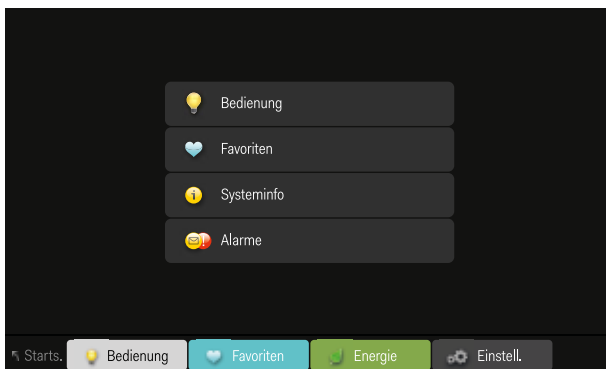 Bedienung
Favoriten
Systeminfo
Alarme
Starts. Bedienung Favoriten Energie Einstell.